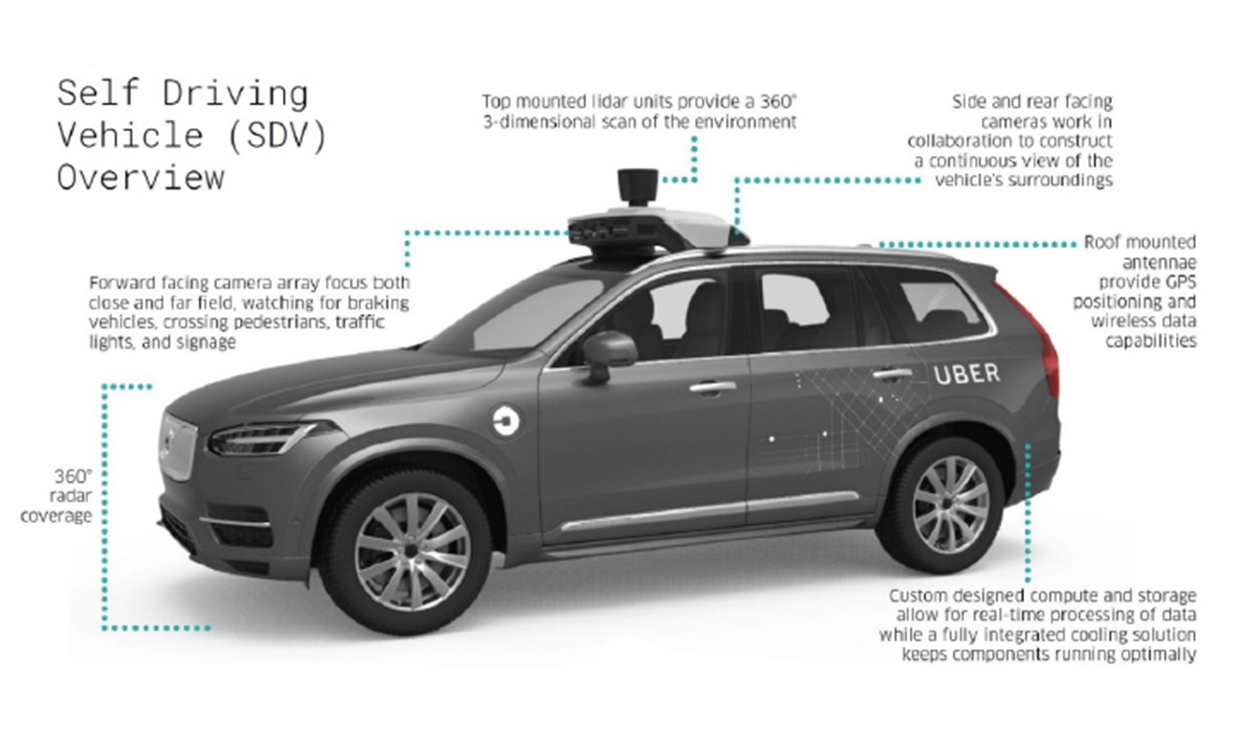 Self Driving
Vehicle (SDV)
Overview
Top mounted lidar units provide a 360°
3-dimensional scan of the environment
Side and rear facing
cameras work in
collaboration to construct
a continuous view of the
vehicle's surroundings
Forward facing camera array focus both
close and far field, watching for braking
vehicles, crossing pedestrians, traffic
lights, and signage
Roof mounted
antennae
provide GPS
positioning and
wireless data
capabilities
UBER
360°
radar
coverage
Custom designed compute and storage
allow for real-time processing of data
while a fully integrated cooling solution
keeps components running optimally